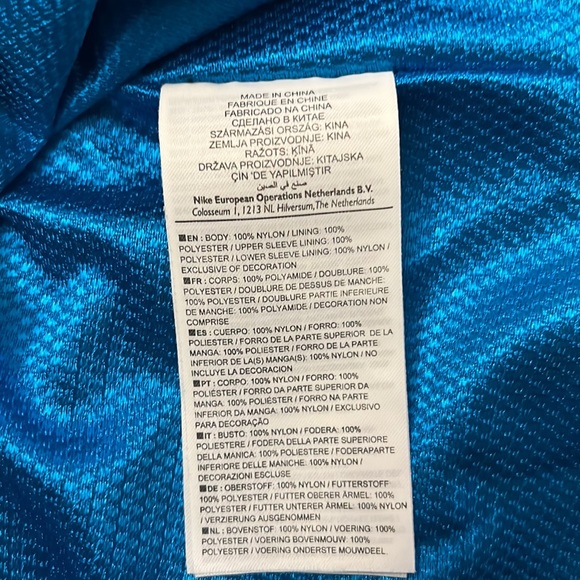 MADE IN CHINA
FABRIQUÉ EN CHINE
FABRICADO NA CHINA
СДЕЛАНО В КИТАЕ
SZÁRMAZÁSI ORSZÁG: KÍNA
ZEMLJA PROIZVODNJE: KINA
RAŽOTS: ĶĪNĀ
DRŽAVA PROIZVODNJE: KITAJSKA
ÇİN 'DE YAPILMIŞTIR
صنع في الصين
Nike European Operations Netherlands B.V.
Colosseum 1, 1213 NL Hilversum, The Netherlands
EN : BODY: 100% NYLON / LINING: 100%
POLYESTER / UPPER SLEEVE LINING: 100%
POLYESTER / LOWER SLEEVE LINING: 100% NYLON /
EXCLUSIVE OF DECORATION
FR : CORPS: 100% POLYAMIDE / DOUBLURE: 100%
POLYESTER / DOUBLURE DE DESSUS DE MANCHE:
100% POLYESTER / DOUBLURE PARTIE INFERIEURE
DE MANCHE: 100% POLYAMIDE / DECORATION NON
COMPRISE
ES : CUERPO: 100% NYLON / FORRO: 100%
POLIESTER / FORRO DE LA PARTE SUPERIOR DE LA
MANGA: 100% POLIESTER / FORRO DE LA PARTE
INFERIOR DE LA(S) MANGA(S): 100% NYLON / NO
INCLUYE LA DECORACION
PT : CORPO: 100% NYLON / FORRO: 100%
POLIÉSTER / FORRO DA PARTE SUPERIOR DA
MANGA: 100% POLIÉSTER / FORRO NA PARTE
INFERIOR DA MANGA: 100% NYLON / EXCLUSIVO
PARA DECORAÇÃO
IT : BUSTO: 100% NYLON / FODERA: 100%
POLIESTERE / FODERA DELLA PARTE SUPERIORE
DELLA MANICA: 100% POLIESTERE / FODERAPARTE
INFERIORE DELLE MANICHE: 100% NYLON /
DECORAZIONI ESCLUSE
DE : OBERSTOFF: 100% NYLON / FUTTERSTOFF
100% POLYESTER / FUTTER OBERER ÄRMEL: 100%
POLYESTER / FUTTER UNTERER ÄRMEL: 100% NYLON
/ VERZIERUNG AUSGENOMMEN
NL : BOVENSTOF: 100% NYLON / VOERING: 100%
POLYESTER / VOERING BOVENMOUW: 100%
POLYESTER / VOERING ONDERSTE MOUWDEEL: